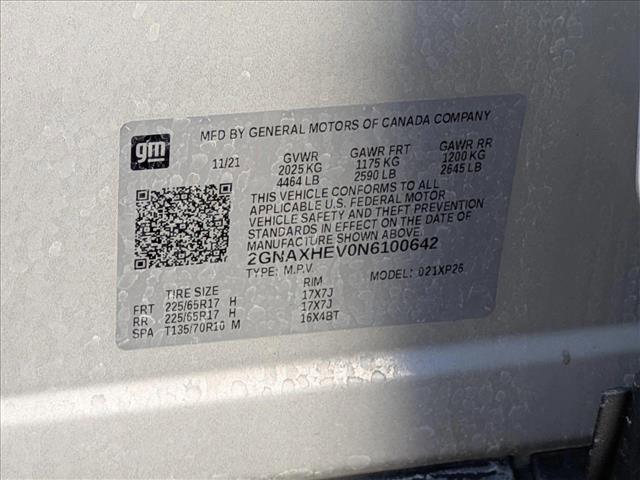 gm
MFD BY GENERAL MOTORS OF CANADA COMPANY
11/21 GVWR GAWR FRT GAWR RR
2025 KG 1175 KG 1200 KG
4464 LB 2590 LB 2645 LB
THIS VEHICLE CONFORMS TO ALL
APPLICABLE U.S. FEDERAL MOTOR
VEHICLE SAFETY AND THEFT PREVENTION
STANDARDS IN EFFECT ON THE DATE OF
MANUFACTURE SHOWN ABOVE.
2GNAXHEV0N6100642
TYPE: M.P.V MODEL: 021XP26
TIRE SIZE RIM
FRT 225/65R17 H 17X7J
RR 225/65R17 H 17X7J
SPA T135/70R16 M 16X4BT